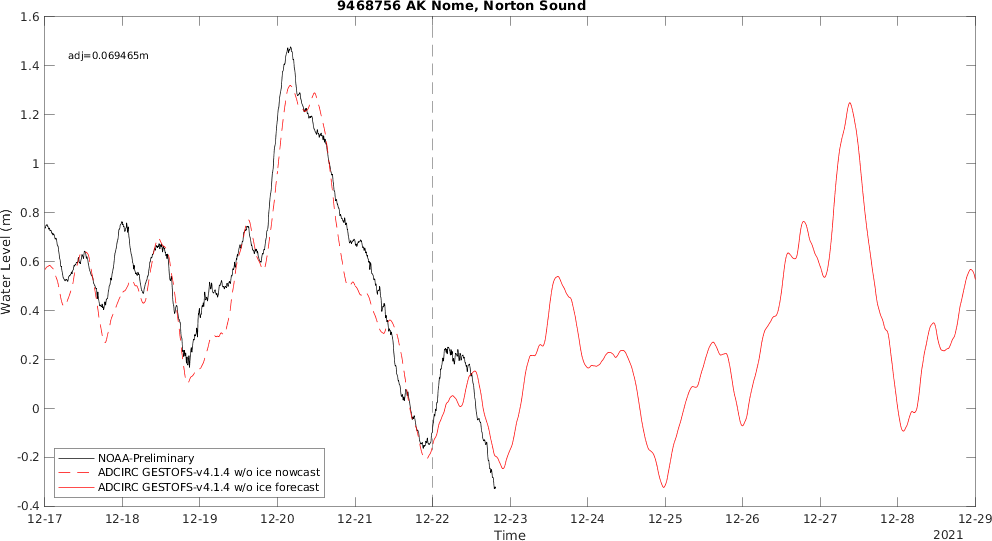 9468756 AK Nome, Norton Sound
1.6
adj=0.069465m
1.4
1.2
1
0.8
0.6
0.4
0.2
0
-0.2
-0.4
Water Level (m)
NOAA-Preliminary
ADCIRC GESTOFS-v4.1.4 w/o ice nowcast
ADCIRC GESTOFS-v4.1.4 w/o ice forecast
12-17 12-18 12-19 12-20 12-21 12-22 12-23 12-24 12-25 12-26 12-27 12-28 12-29
Time
2021